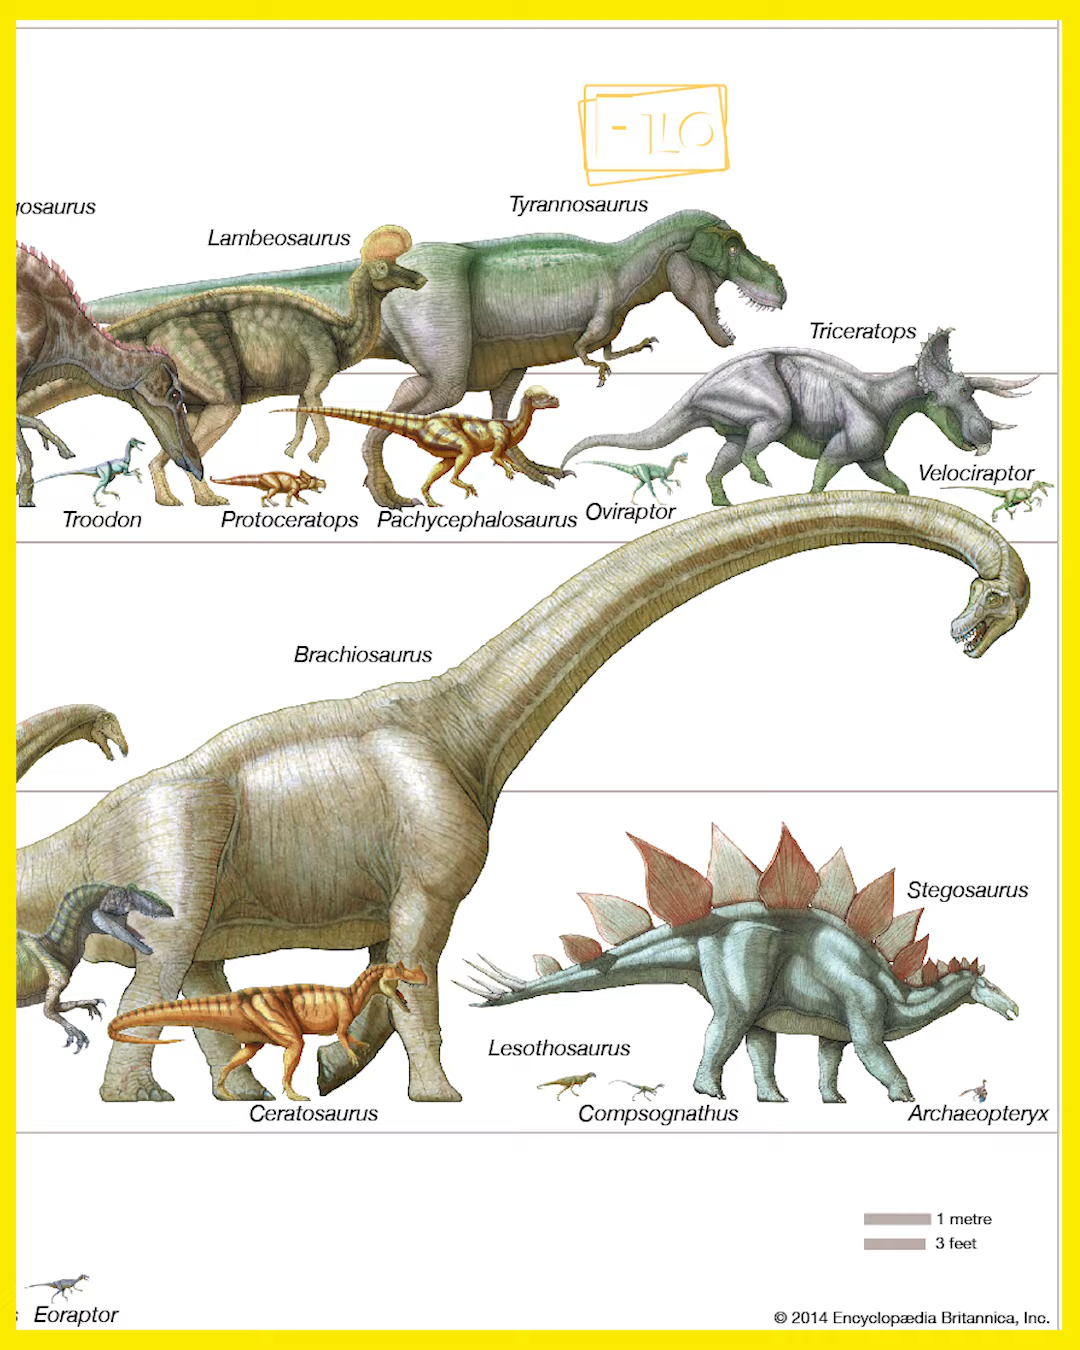 Tyrannosaurus
Lambeosaurus
Triceratops
Velociraptor
Troodon
Protoceratops
Pachycephalosaurus
Oviraptor
Brachiosaurus
Stegosaurus
Lesothosaurus
Ceratosaurus
Compsognathus
Archaeopteryx
1 metre
3 feet
Eoraptor
© 2014 Encyclopædia Britannica, Inc.